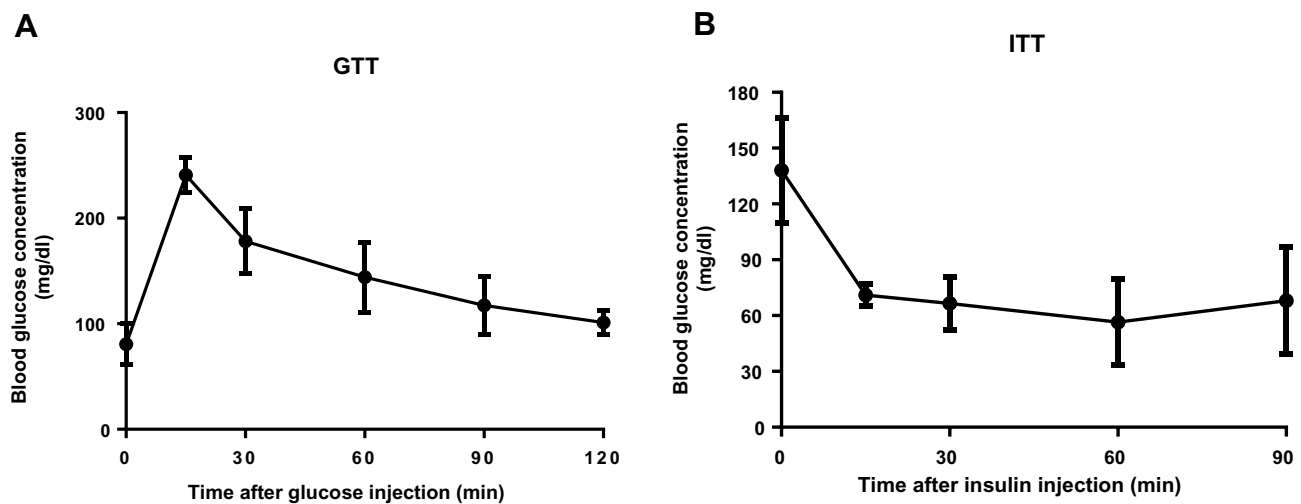 A
GTT
Blood glucose concentration
(mg/dl)
300
200
100
0
0 30 60 90 120
Time after glucose injection (min)
B
ITT
Blood glucose concentration
(mg/dl)
180
150
120
90
60
30
0
0 30 60 90
Time after insulin injection (min)